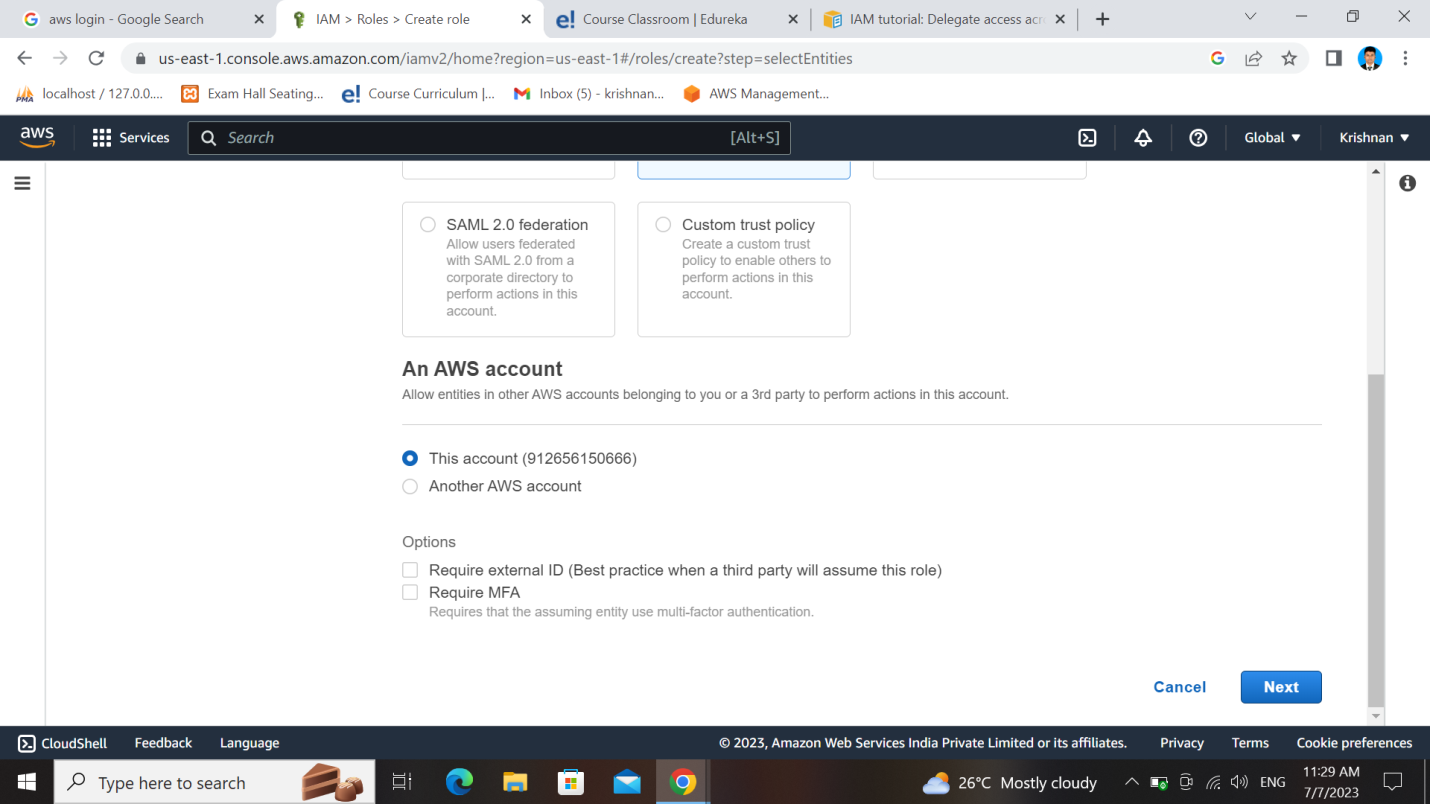 aws login - Google Search
IAM > Roles > Create role
Course Classroom | Edureka
IAM tutorial: Delegate access acr
us-east-1.console.aws.amazon.com/iamv2/home?region=us-east-1#/roles/create?step=selectEntities
localhost / 127.0.0....
Exam Hall Seating...
Course Curriculum |...
Inbox (5) - krishnan...
AWS Management...
aws
Services
Search
[Alt+S]
Global
Krishnan
SAML 2.0 federation
Allow users federated
with SAML 2.0 from a
corporate directory to
perform actions in this
account.
Custom trust policy
Create a custom trust
policy to enable others to
perform actions in this
account.
An AWS account
Allow entities in other AWS accounts belonging to you or a 3rd party to perform actions in this account.
This account (912656150666)
Another AWS account
Options
Require external ID (Best practice when a third party will assume this role)
Require MFA
Requires that the assuming entity use multi-factor authentication.
Cancel
Next
CloudShell
Feedback
Language
© 2023, Amazon Web Services India Private Limited or its affiliates.
Privacy
Terms
Cookie preferences
Type here to search
26°C Mostly cloudy
ENG
11:29 AM
7/7/2023